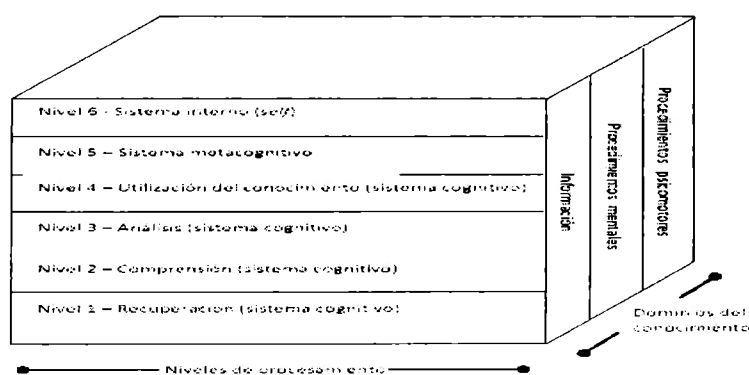 Nivel 6 - Sistema interno (self)
Nivel 5 – Sistema metacognitivo
Nivel 4 – Utilización del conocimiento (sistema cognitivo)
Nivel 3 – Análisis (sistema cognitivo)
Nivel 2 – Comprensión (sistema cognitivo)
Nivel 1 – Recuperación (sistema cognitivo)
Información
Procedimientos mentales
Procedimientos psicomotores
Dominios del
conocimiento
Niveles de procesamiento